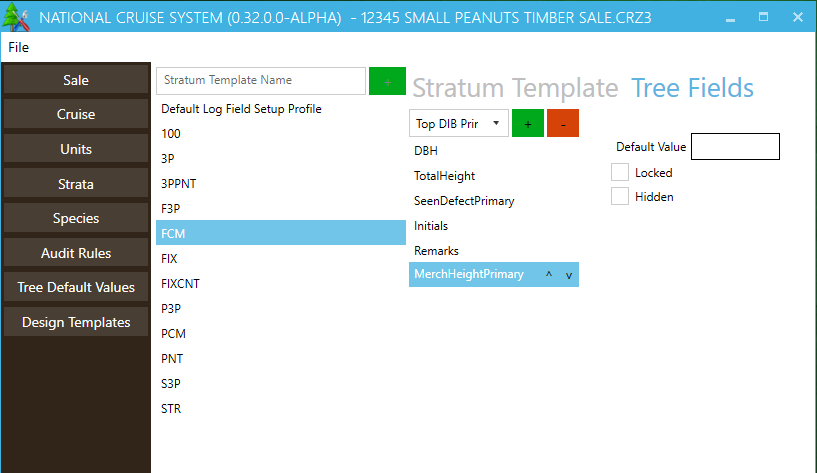 NATIONAL CRUISE SYSTEM (0.32.0.0-ALPHA) - 12345 SMALL PEANUTS TIMBER SALE.CRZ3
File
Sale
Cruise
Units
Strata
Species
Audit Rules
Tree Default Values
Design Templates
Stratum Template Name
+
Default Log Field Setup Profile
100
3P
3PPNT
F3P
FCM
FIX
FIXCNT
P3P
PCM
PNT
S3P
STR
Stratum Template Tree Fields
Top DIB Prir + -
DBH
TotalHeight
SeenDefectPrimary
Initials
Remarks
MerchHeightPrimary ^ v
Default Value
Locked
Hidden